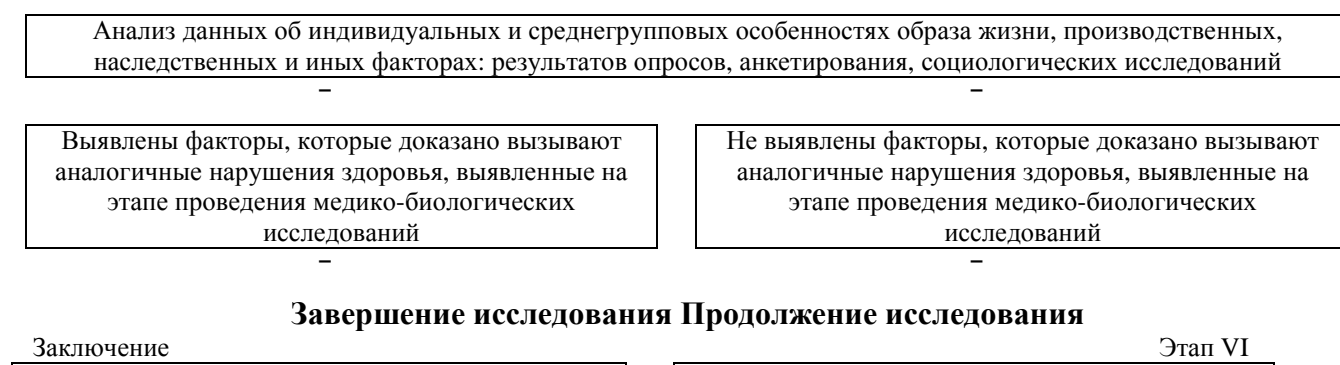 Анализ данных об индивидуальных и среднегрупповых особенностях образа жизни, производственных,
наследственных и иных факторах: результатов опросов, анкетирования, социологических исследований
Выявлены факторы, которые доказано вызывают
аналогичные нарушения здоровья, выявленные на
этапе проведения медико-биологических
исследований
Не выявлены факторы, которые доказано вызывают
аналогичные нарушения здоровья, выявленные на
этапе проведения медико-биологических
исследований
Завершение исследования Продолжение исследования
Заключение
Этап VI